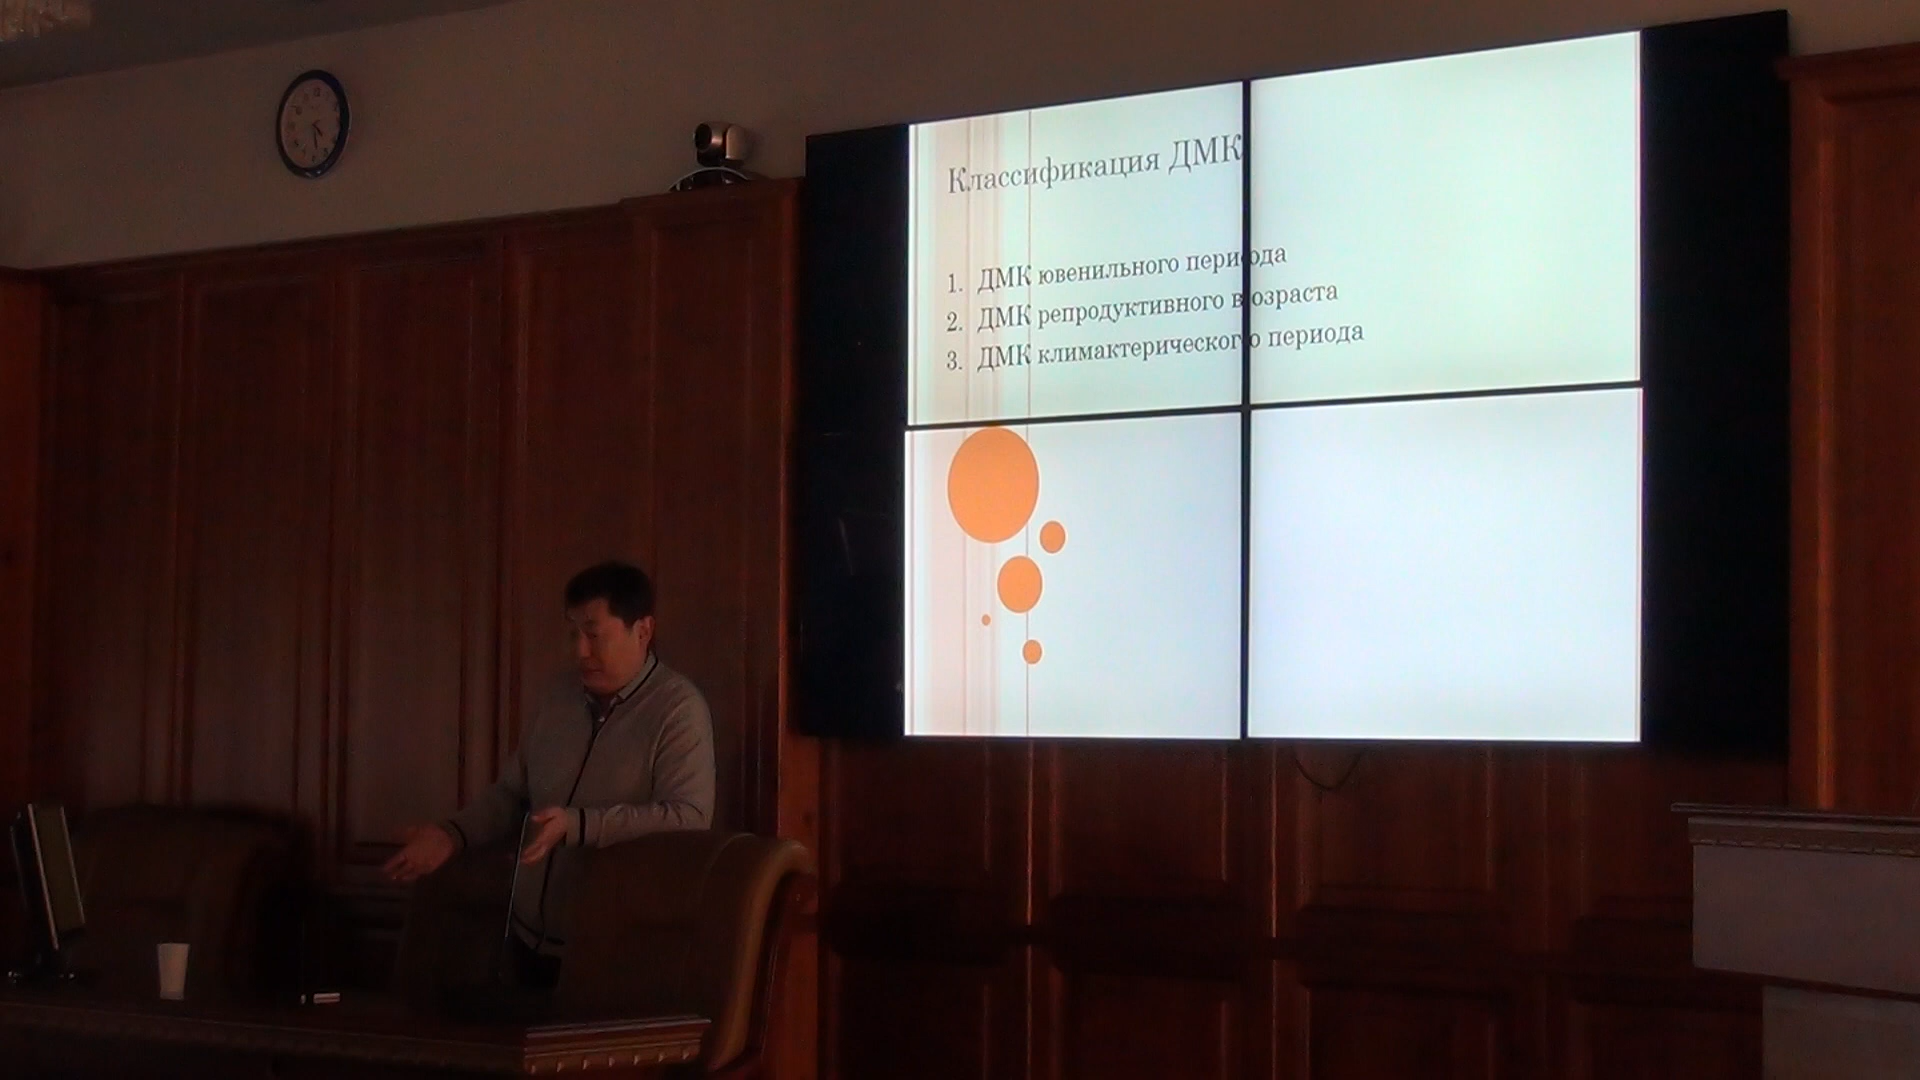 Классификация ДМК
1. ДМК ювенильного периода
2. ДМК репродуктивного возраста
3. ДМК климактерического периода